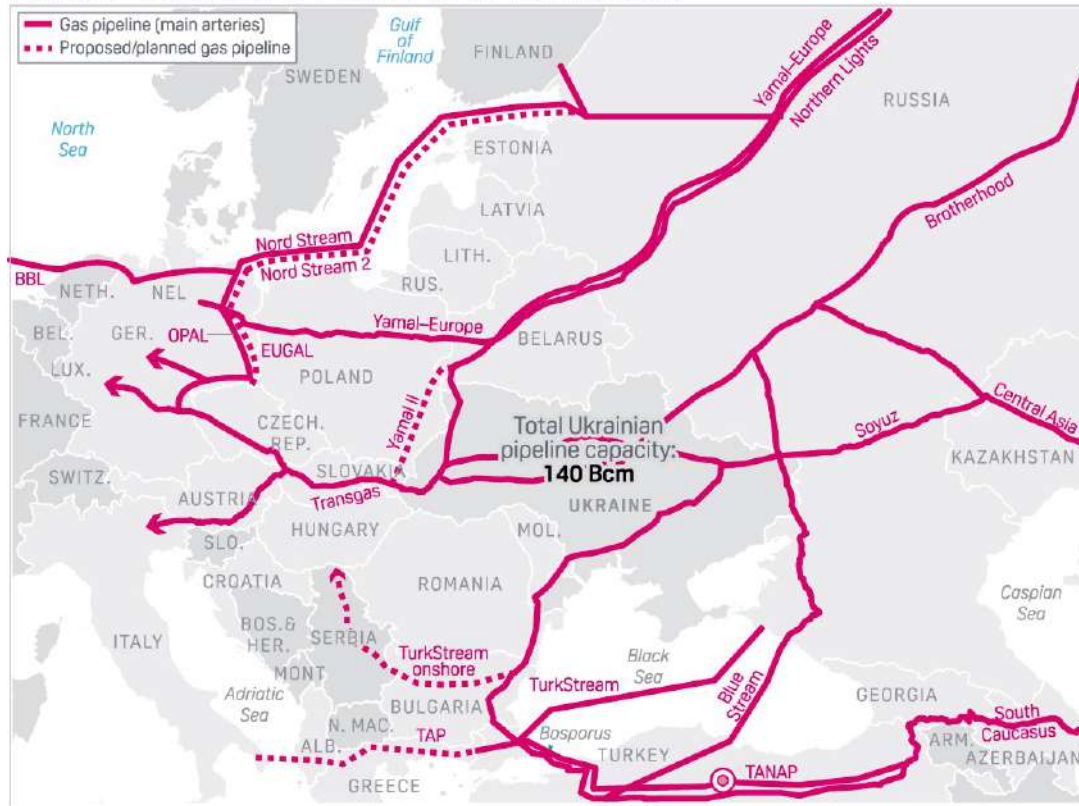 Gas pipeline (main arteries)
Proposed/planned gas pipeline
Gulf
of
Finland
FINLAND
SWEDEN
Yamal–Europe
Northern Lights
RUSSIA
North
Sea
ESTONIA
LATVIA
Brotherhood
Nord Stream
Nord Stream 2
LITH.
RUS.
BBL
NETH.
NEL
BEL.
GER.
OPAL
EUGAL
Yamal–Europe
BELARUS
LUX.
POLAND
Yamal II
FRANCE
CZECH.
REP.
Total Ukrainian
pipeline capacity:
140 Bcm
Soyuz
Central Asia
KAZAKHSTAN
SWITZ.
AUSTRIA
SLOVAKIA
Transgas
UKRAINE
HUNGARY
MOL.
SLO.
CROATIA
ROMANIA
Caspian
Sea
ITALY
BOS.&
HER.
SERBIA
MONT
TurkStream
onshore
Black
Sea
TurkStream
Blue
Stream
GEORGIA
Adriatic
Sea
BULGARIA
N. MAC.
ALB.
TAP
Bosporus
TURKEY
South
Caucasus
ARM.
AZERBAIJAN
GREECE
TANAP